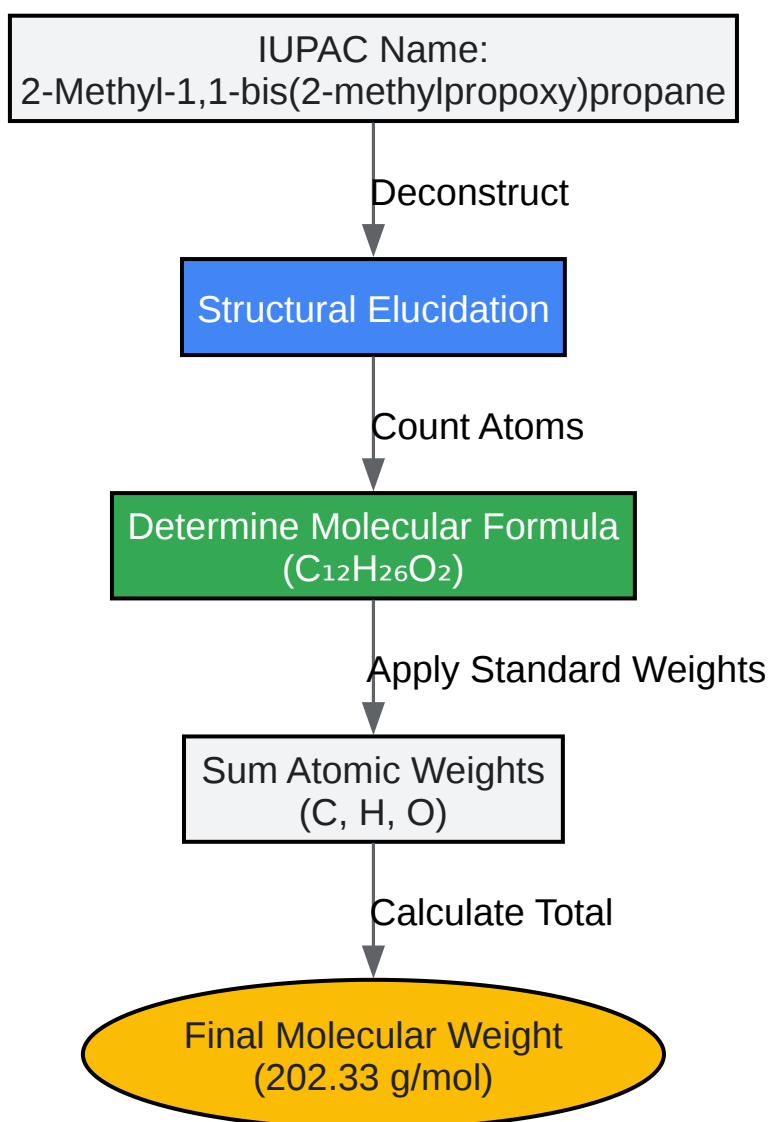 IUPAC Name:
2-Methyl-1,1-bis(2-methylpropoxy)propane
Deconstruct
Structural Elucidation
Count Atoms
Determine Molecular Formula
(C₁₂H₂₆O₂)
Apply Standard Weights
Sum Atomic Weights
(C, H, O)
Calculate Total
Final Molecular Weight
(202.33 g/mol)